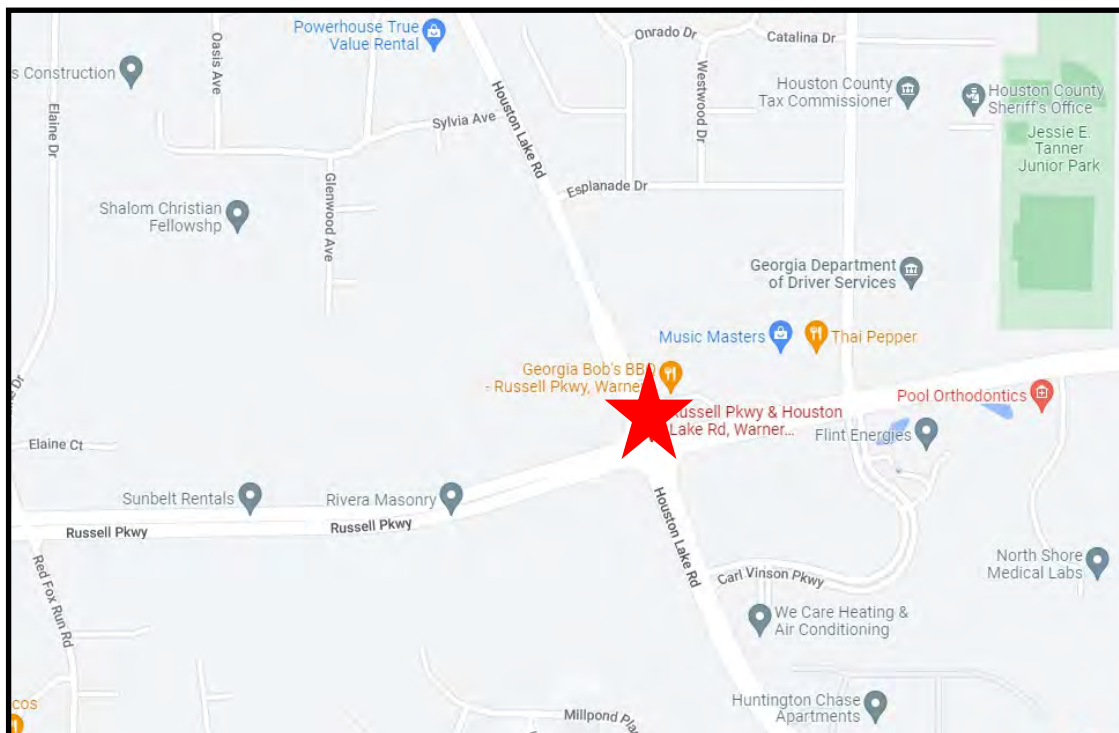 Powerhouse True
Value Rental
Onrado Dr
Catalina Dr
Oasis Ave
s Construction
Houston County
Tax Commissioner
Houston County
Sheriff's Office
Elaine Dr
Houston Lake Rd
Westwood Dr
Sylvia Ave
Jessie E.
Tanner
Junior Park
Esplanade Dr
Glenwood Ave
Shalom Christian
Fellowshp
Georgia Department
of Driver Services
Music Masters
Thai Pepper
Georgia Bob's BBQ
- Russell Pkwy, Warne
Dr
Pool Orthodontics
ussell Pkwy & Houston
Lake Rd, Warner...
Flint Energies
Elaine Ct
Sunbelt Rentals
Rivera Masonry
Russell Pkwy
Russell Pkwy
Houston Lake Rd
Red Fox Run Rd
Carl Vinson Pkwy
North Shore
Medical Labs
We Care Heating &
Air Conditioning
Huntington Chase
Apartments
cos
Millpond Pla